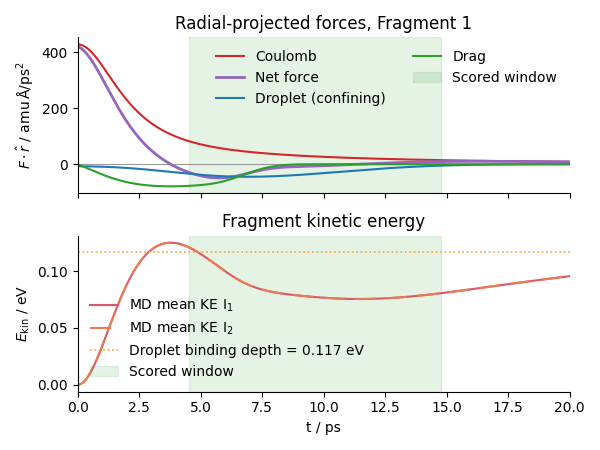 Radial-projected forces, Fragment 1
F · r̂ / amu Å/ps²
400
200
0
Coulomb
Net force
Droplet (confining)
Drag
Scored window
Fragment kinetic energy
E_kin / eV
0.10
0.05
0.00
MD mean KE I₁
MD mean KE I₂
Droplet binding depth = 0.117 eV
Scored window
0.0 2.5 5.0 7.5 10.0 12.5 15.0 17.5 20.0
t / ps